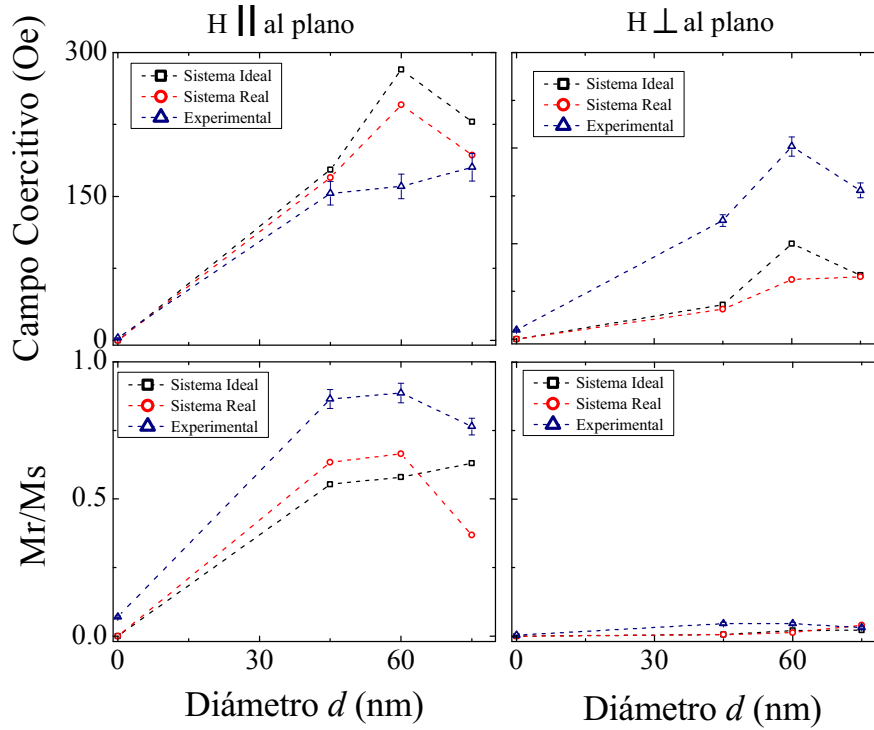 H || al plano
H ⊥ al plano
Campo Coercitivo (Oe)
300
150
0
Sistema Ideal
Sistema Real
Experimental
Sistema Ideal
Sistema Real
Experimental
Mr/Ms
1.0
0.5
0.0
Sistema Ideal
Sistema Real
Experimental
Sistema Ideal
Sistema Real
Experimental
0 30 60
0 30 60
Diámetro d (nm)
Diámetro d (nm)